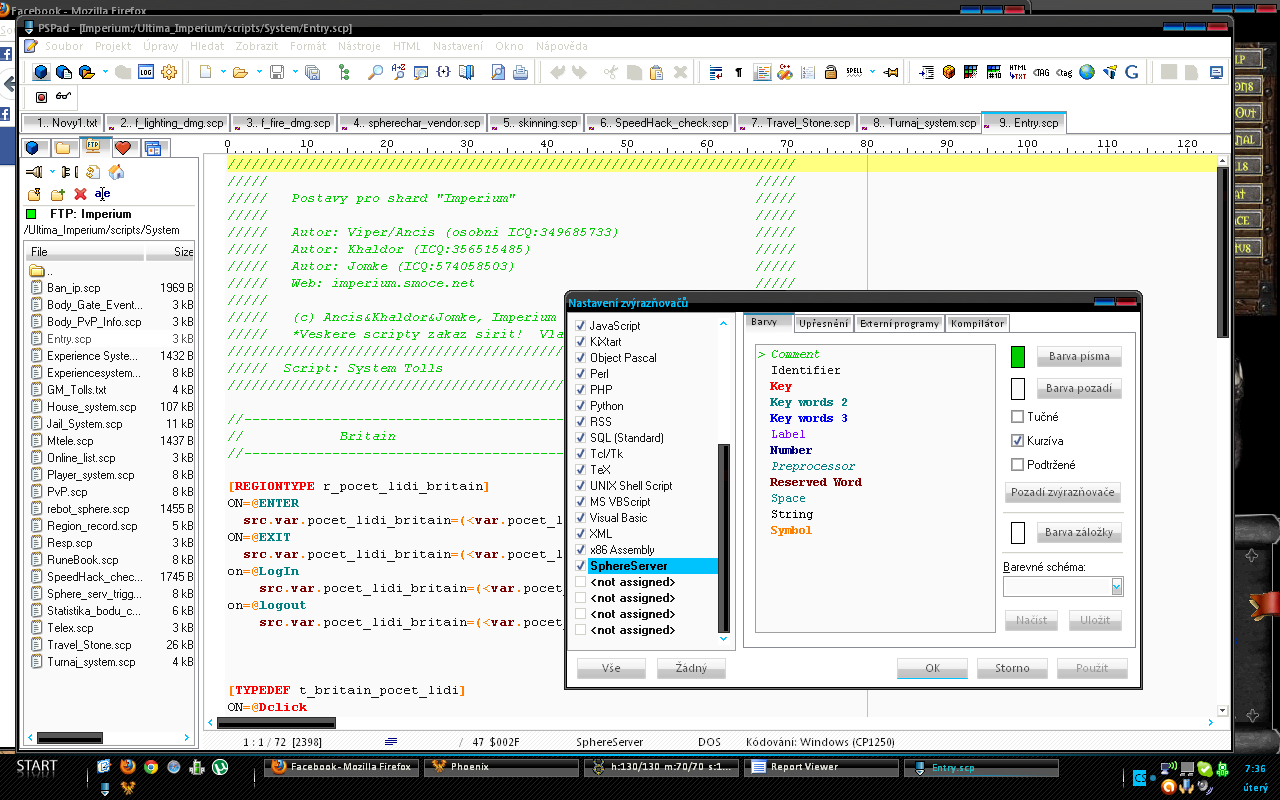 Facebook - Mozilla Firefox
PSPad - [Imperium:/Ultima_Imperium/scripts/System/Entry.scp]
Soubor Projekt Úpravy Hledat Zobrazit Formát Nástroje HTML Nastavení Okno Nápověda
1.. Novy1.txt 2.. f_lighting_dmg.scp 3.. f_fire_dmg.scp 4.. spherechar_vendor.scp 5.. skinning.scp 6.. SpeedHack_check.scp 7.. Travel_Stone.scp 8.. Turnaj_system.scp 9.. Entry.scp
0 10 20 30 40 50 60 70 80 90 100 110 120
FTP: Imperium
/Ultima_Imperium/scripts/System
File Size
..
Ban_ip.scp 1969 B
Body_Gate_Event... 3 kB
Body_PvP_Info.scp 3 kB
Entry.scp 3 kB
Experience Syste... 1432 B
Experiencesystem... 8 kB
GM_Tolls.txt 4 kB
House_system.scp 107 kB
Jail_System.scp 11 kB
Mtele.scp 1437 B
Online_list.scp 3 kB
Player_system.scp 8 kB
PvP.scp 8 kB
rebot_sphere.scp 1455 B
Region_record.scp 5 kB
Resp.scp 3 kB
RuneBook.scp 8 kB
SpeedHack_chec... 1745 B
Sphere_serv_trigg... 8 kB
Statistika_bodu_c... 6 kB
Telex.scp 3 kB
Travel_Stone.scp 26 kB
Turnaj_system.scp 4 kB
///// Postavy pro shard "Imperium" /////
///// Autor: Viper/Ancis (osobni ICQ:349685733) /////
///// Autor: Khaldor (ICQ:356515485) /////
///// Autor: Jomke (ICQ:574058503) /////
///// Web: imperium.smoce.net /////
///// (c) Ancis&Khaldor&Jomke, Imperium
///// *Veskere scripty zakaz sirit! Vla
///// Script: System Tolls
// Britain
[REGIONTYPE r_pocet_lidi_britain]
ON=@ENTER
src.var.pocet_lidi_britain=(<var.pocet_l
ON=@EXIT
src.var.pocet_lidi_britain=(<var.pocet_l
on=@LogIn
src.var.pocet_lidi_britain=(<var.pocet_l
on=@logout
src.var.pocet_lidi_britain=(<var.pocet_l
[TYPEDEF t_britain_pocet_lidi]
ON=@Dclick
Nastavení zvýrazňovačů
JavaScript
KiXtart
Object Pascal
Perl
PHP
Python
RSS
SQL (Standard)
Tcl/Tk
TeX
UNIX Shell Script
MS VBScript
Visual Basic
XML
x86 Assembly
SphereServer
<not assigned>
<not assigned>
<not assigned>
<not assigned>
Vše Žádný
Barvy Upřesnění Externí programy Kompilátor
> Comment
Identifier
Key
Key words 2
Key words 3
Label
Number
Preprocessor
Reserved Word
Space
String
Symbol
Barva písma
Barva pozadí
Tučné
Kurzíva
Podtržené
Pozadí zvýrazňovače
Barva záložky
Barevné schéma:
Načíst Uložit
OK Storno Použít
1 : 1 / 72 [2398] / 47 $002F SphereServer DOS Kódování: Windows (CP1250)
START Facebook - Mozilla Firefox Phoenix h:130/130 m:70/70 s:1... Report Viewer Entry.scp CS 7:36
úterý